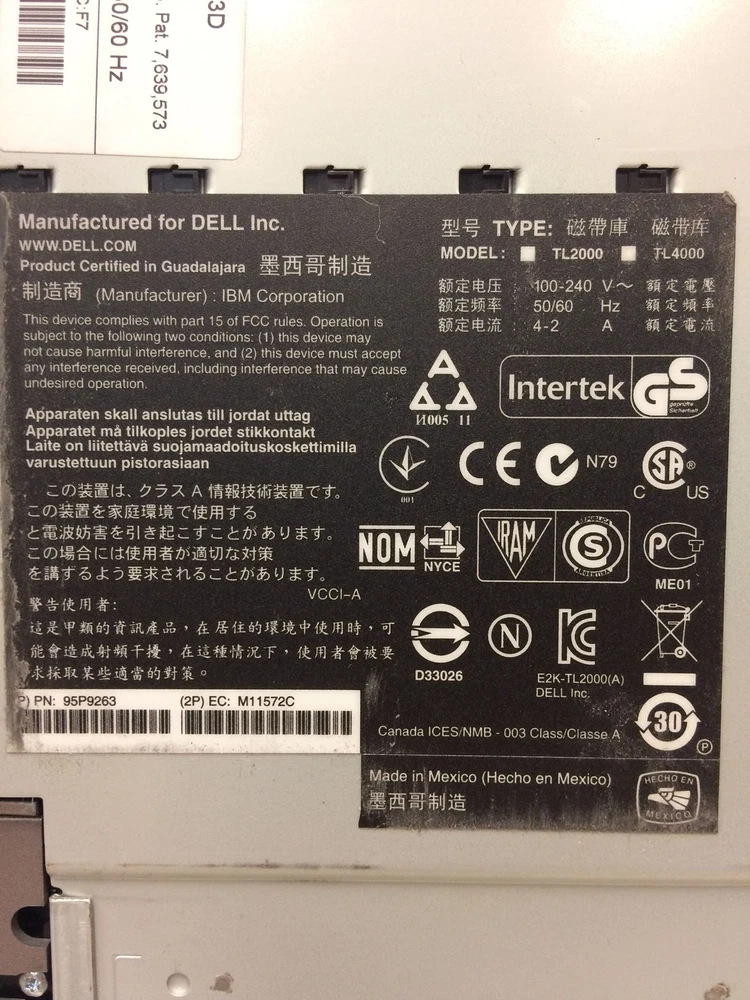 3D
. Pat. 7,639,573
0/60 Hz
C:F7
Manufactured for DELL Inc.
WWW.DELL.COM
Product Certified in Guadalajara 墨西哥制造
制造商 (Manufacturer) : IBM Corporation
This device complies with part 15 of FCC rules. Operation is
subject to the following two conditions: (1) this device may
not cause harmful interference, and (2) this device must accept
any interference received, including interference that may cause
undesired operation.
Apparaten skall anslutas till jordat uttag
Apparatet må tilkoples jordet stikkontakt
Laite on liitettävä suojamaadoituskoskettimilla
varustettuun pistorasiaan
この装置は、クラス A 情報技術装置です。
この装置を家庭環境で使用する
と電波妨害を引き起こすことがあります。
この場合には使用者が適切な対策
を講ずるよう要求されることがあります。
VCCI-A
警告使用者:
這是甲類的資訊產品，在居住的環境中使用時，可
能會造成射頻干擾，在這種情況下，使用者會被要
求採取某些適當的對策。
P) PN: 95P9263 (2P) EC: M11572C
型号 TYPE: 磁帶庫 磁带库
MODEL: TL2000 TL4000
额定电压 : 100-240 V～ 額定電壓
额定频率 : 50/60 Hz 額定頻率
额定电流 : 4-2 A 額定電流
И005 11
Intertek GS
geprüfte
Sicherheit
001
CE
N79
SA
C US
NOM
NYCE
IRAM
REPUBLICA
S
ARGENTINA
PCT
ME01
D33026
N
KC
E2K-TL2000(A)
DELL Inc.
30
P
Canada ICES/NMB - 003 Class/Classe A
Made in Mexico (Hecho en Mexico)
墨西哥制造
HECHO EN
MEXICO